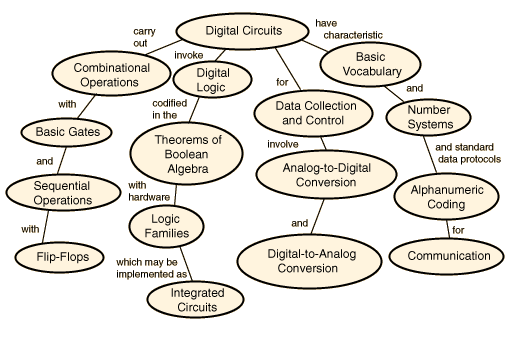 Digital Circuits
carry
out
invoke
for
have
characteristic
Combinational
Operations
Digital
Logic
Basic
Vocabulary
with
codified
in the
Data Collection
and Control
and
Number
Systems
Basic Gates
Theorems of
Boolean
Algebra
involve
and standard
data protocols
and
Analog-to-Digital
Conversion
Sequential
Operations
with
hardware
Alphanumeric
Coding
with
Logic
Families
and
for
Flip-Flops
which may be
implemented as
Digital-to-Analog
Conversion
Communication
Integrated
Circuits